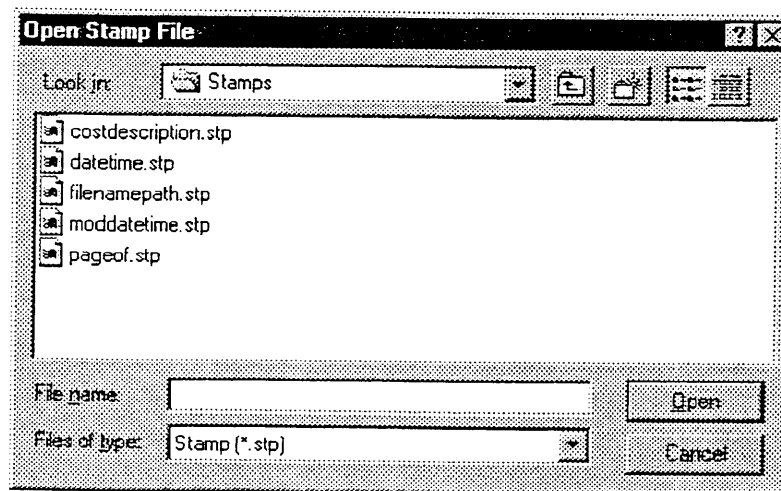 Open Stamp File
Look in: Stamps
costdescription.stp
datetime.stp
filenamepath.stp
moddatetime.stp
pageof.stp
File name: Open
Files of type: Stamp (*.stp) Cancel